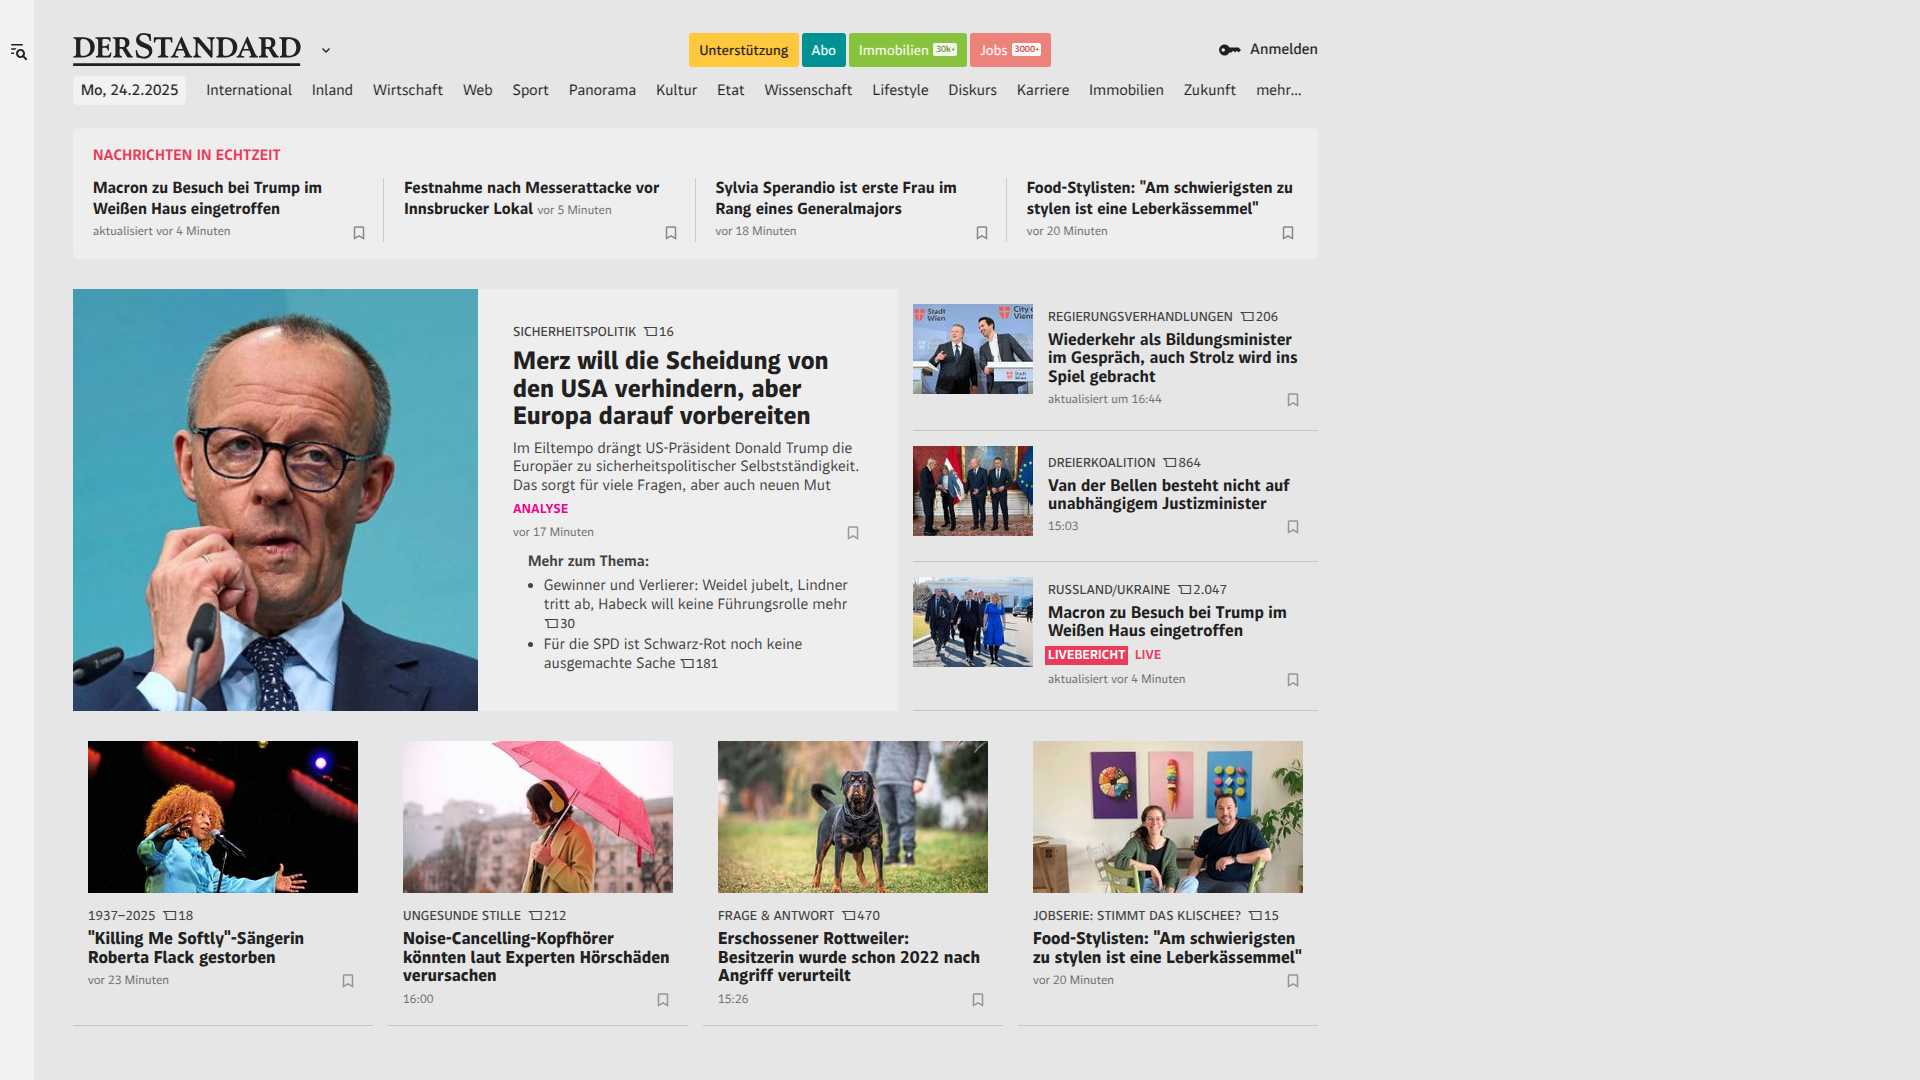 DERSTANDARD
Unterstützung
Abo
Immobilien 30k+
Jobs 3000+
Anmelden
Mo, 24.2.2025
International
Inland
Wirtschaft
Web
Sport
Panorama
Kultur
Etat
Wissenschaft
Lifestyle
Diskurs
Karriere
Immobilien
Zukunft
mehr...
NACHRICHTEN IN ECHTZEIT
Macron zu Besuch bei Trump im
Weißen Haus eingetroffen
aktualisiert vor 4 Minuten
Festnahme nach Messerattacke vor
Innsbrucker Lokal vor 5 Minuten
Sylvia Sperandio ist erste Frau im
Rang eines Generalmajors
vor 18 Minuten
Food-Stylisten: "Am schwierigsten zu
stylen ist eine Leberkässemmel"
vor 20 Minuten
SICHERHEITSPOLITIK 16
Merz will die Scheidung von
den USA verhindern, aber
Europa darauf vorbereiten
Im Eiltempo drängt US-Präsident Donald Trump die
Europäer zu sicherheitspolitischer Selbstständigkeit.
Das sorgt für viele Fragen, aber auch neuen Mut
ANALYSE
vor 17 Minuten
Mehr zum Thema:
• Gewinner und Verlierer: Weidel jubelt, Lindner
tritt ab, Habeck will keine Führungsrolle mehr
30
• Für die SPD ist Schwarz-Rot noch keine
ausgemachte Sache 181
Stadt
Wien
City of
Vienna
Stadt
Wien
REGIERUNGSVERHANDLUNGEN 206
Wiederkehr als Bildungsminister
im Gespräch, auch Strolz wird ins
Spiel gebracht
aktualisiert um 16:44
DREIERKOALITION 864
Van der Bellen besteht nicht auf
unabhängigem Justizminister
15:03
RUSSLAND/UKRAINE 2.047
Macron zu Besuch bei Trump im
Weißen Haus eingetroffen
LIVEBERICHT LIVE
aktualisiert vor 4 Minuten
1937–2025 18
"Killing Me Softly"-Sängerin
Roberta Flack gestorben
vor 23 Minuten
UNGESUNDE STILLE 212
Noise-Cancelling-Kopfhörer
könnten laut Experten Hörschäden
verursachen
16:00
FRAGE & ANTWORT 470
Erschossener Rottweiler:
Besitzerin wurde schon 2022 nach
Angriff verurteilt
15:26
JOBSERIE: STIMMT DAS KLISCHEE? 15
Food-Stylisten: "Am schwierigsten
zu stylen ist eine Leberkässemmel"
vor 20 Minuten